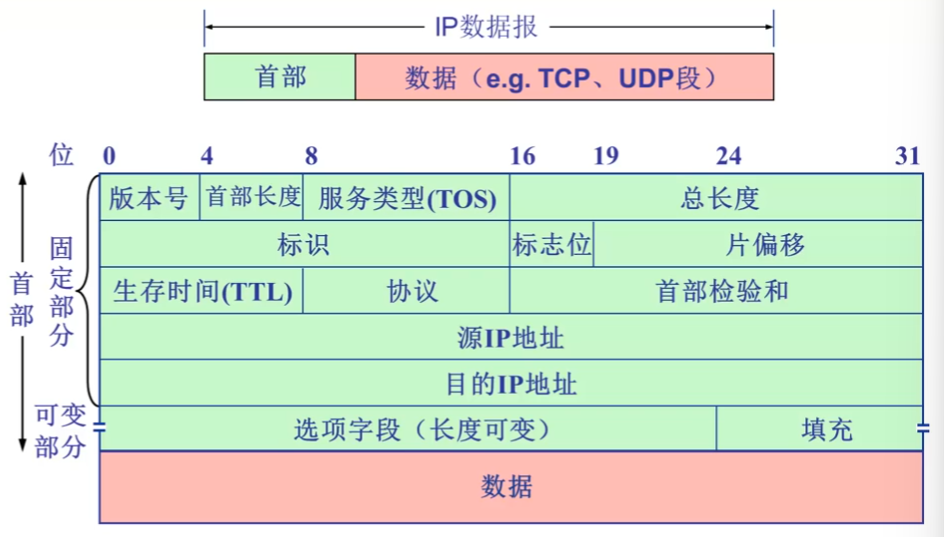 IP数据报
首部 数据（e.g. TCP、UDP段）
位 0 4 8 16 19 24 31
版本号 首部长度 服务类型(TOS) 总长度
标识 标志位 片偏移
生存时间(TTL) 协议 首部检验和
源IP地址
目的IP地址
选项字段（长度可变） 填充
数据
首部
固定部分
可变部分